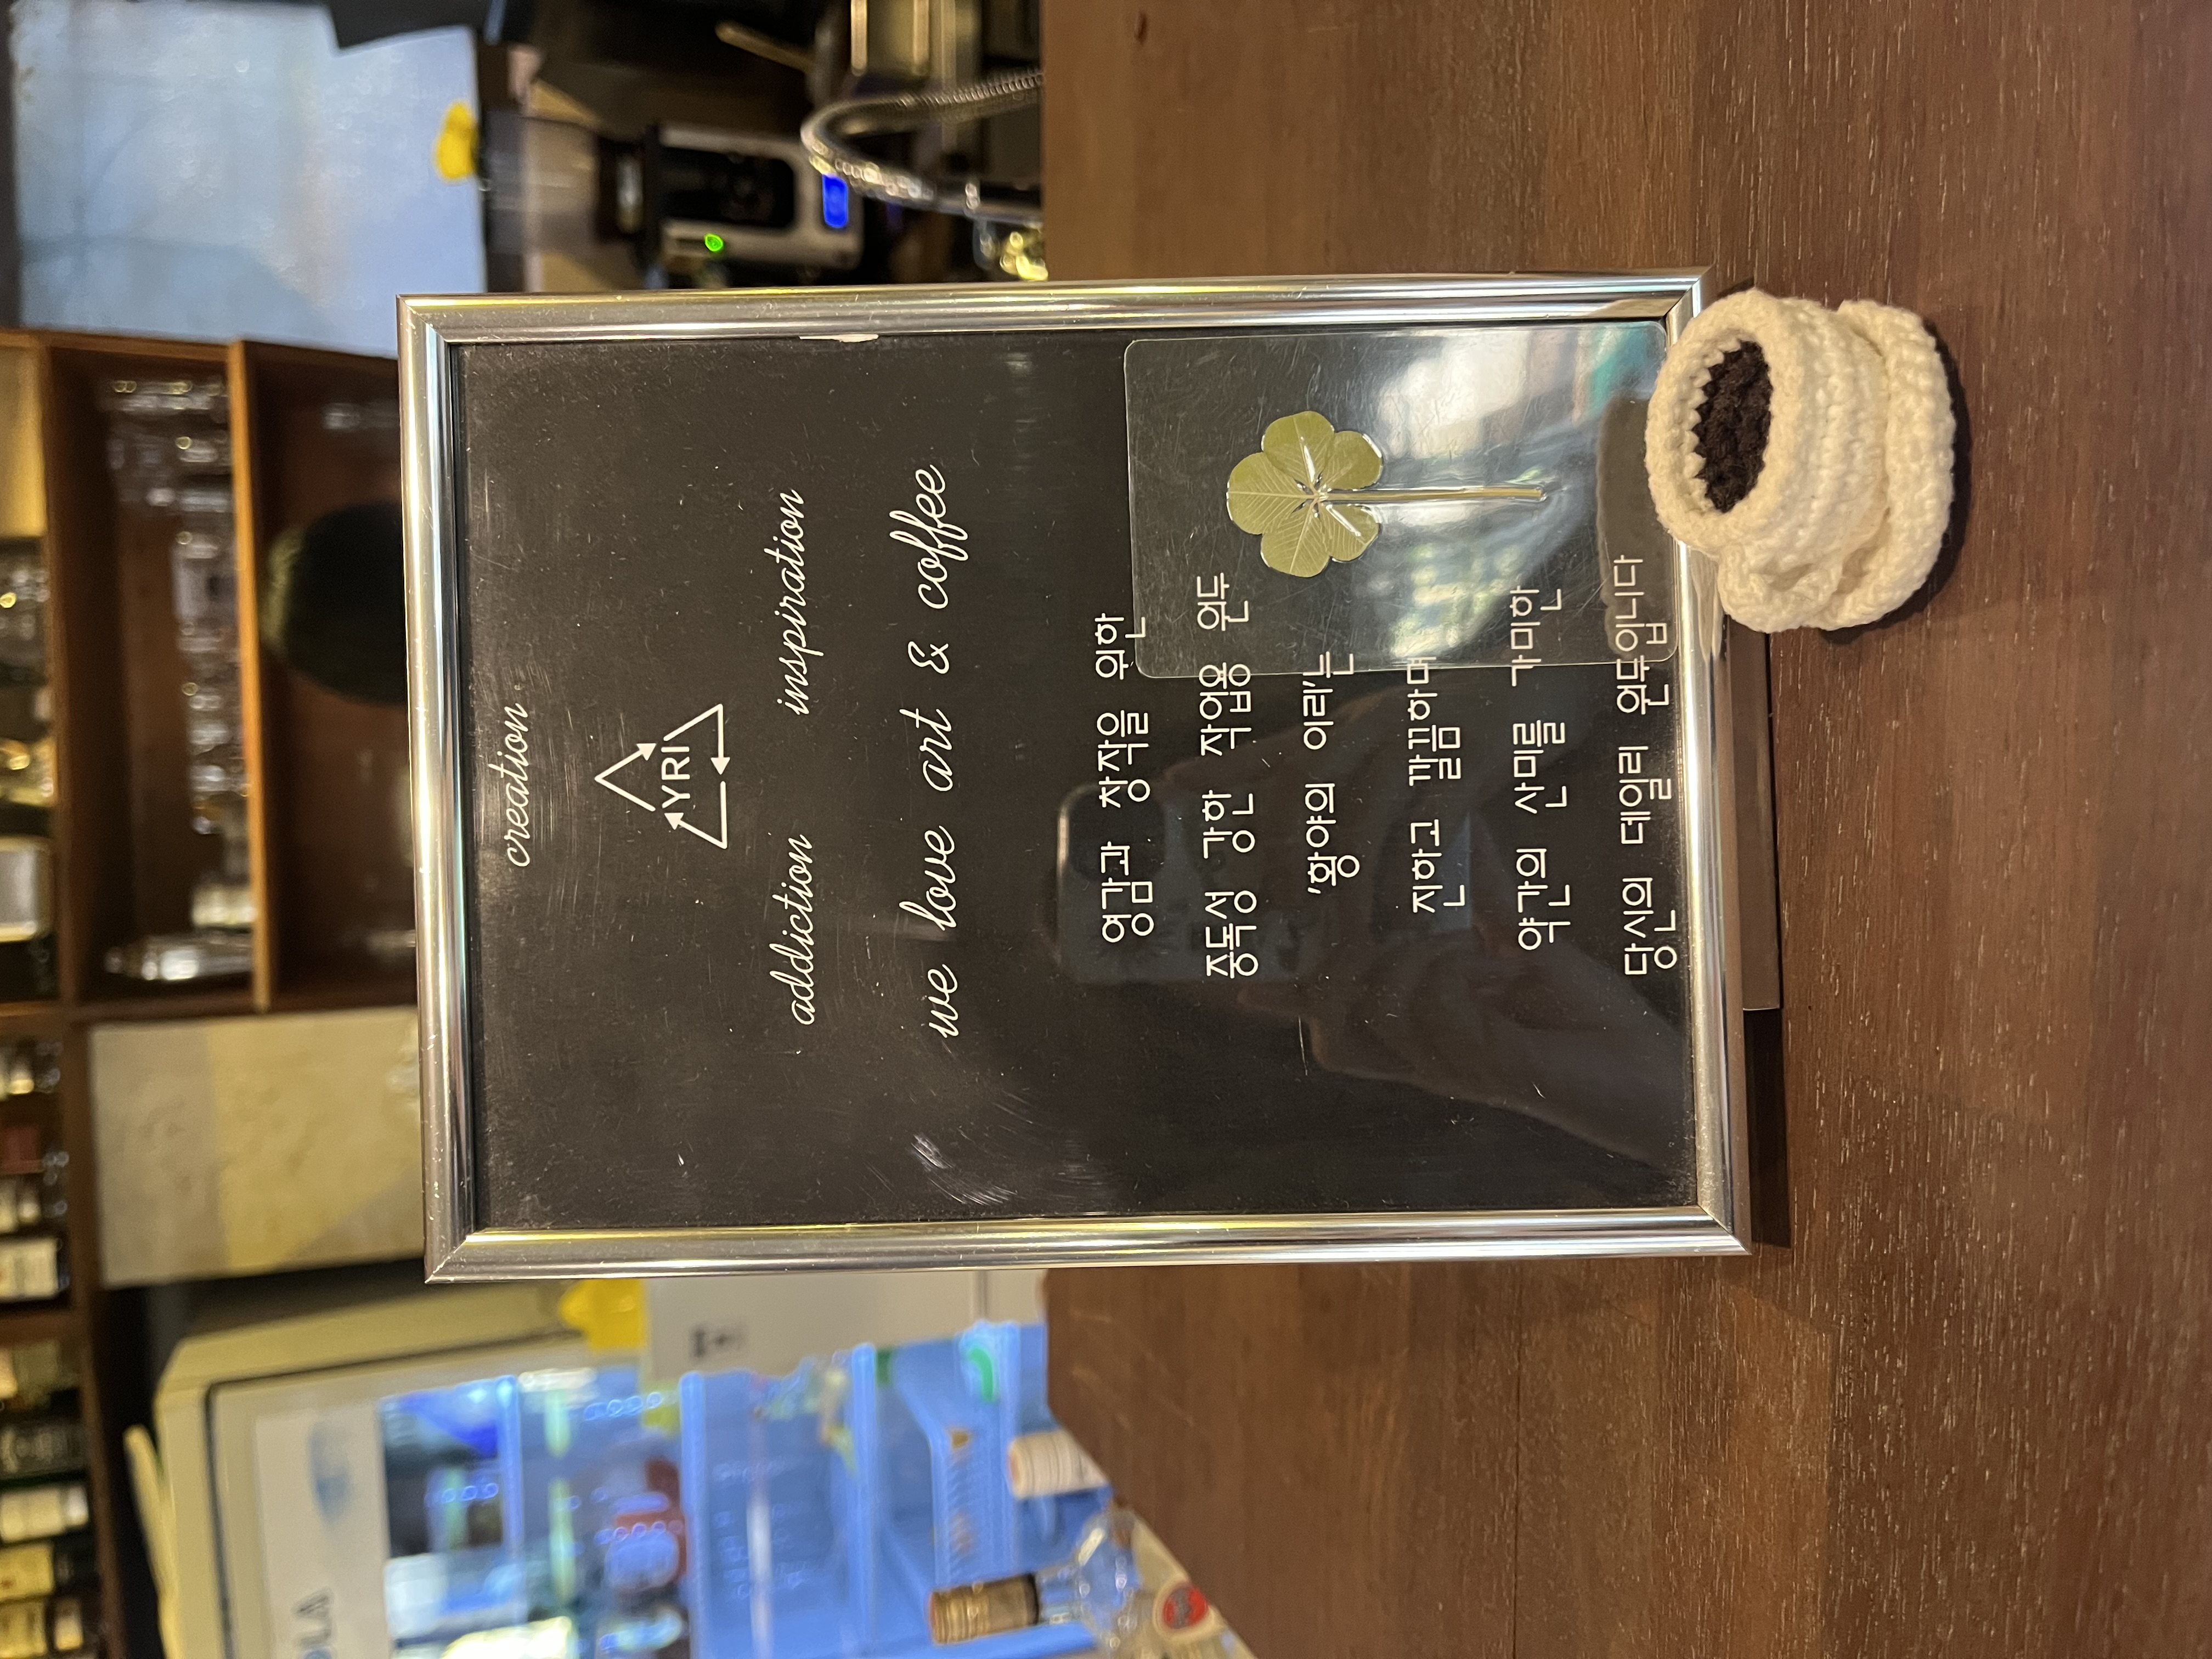 creation
YRI
addiction inspiration
we love art & coffee
영감과 창작을 위한
중독성 강한 작업용 원두
'황야의 이리'는
진하고 깔끔하며
약간의 산미를 가미한
당신의 데일리 원두입니다
OLA